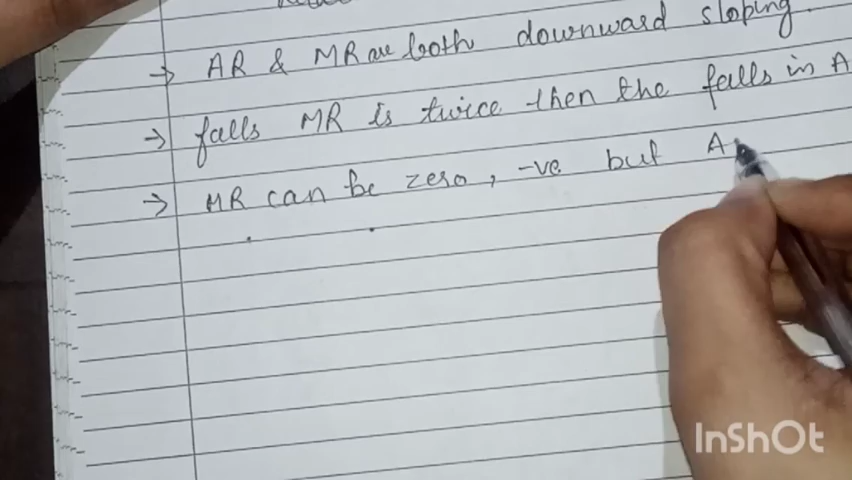 → AR & MR are both downward sloping.
→ falls MR is twice then the falls in A
→ MR can be zero, -ve but A
InShOt